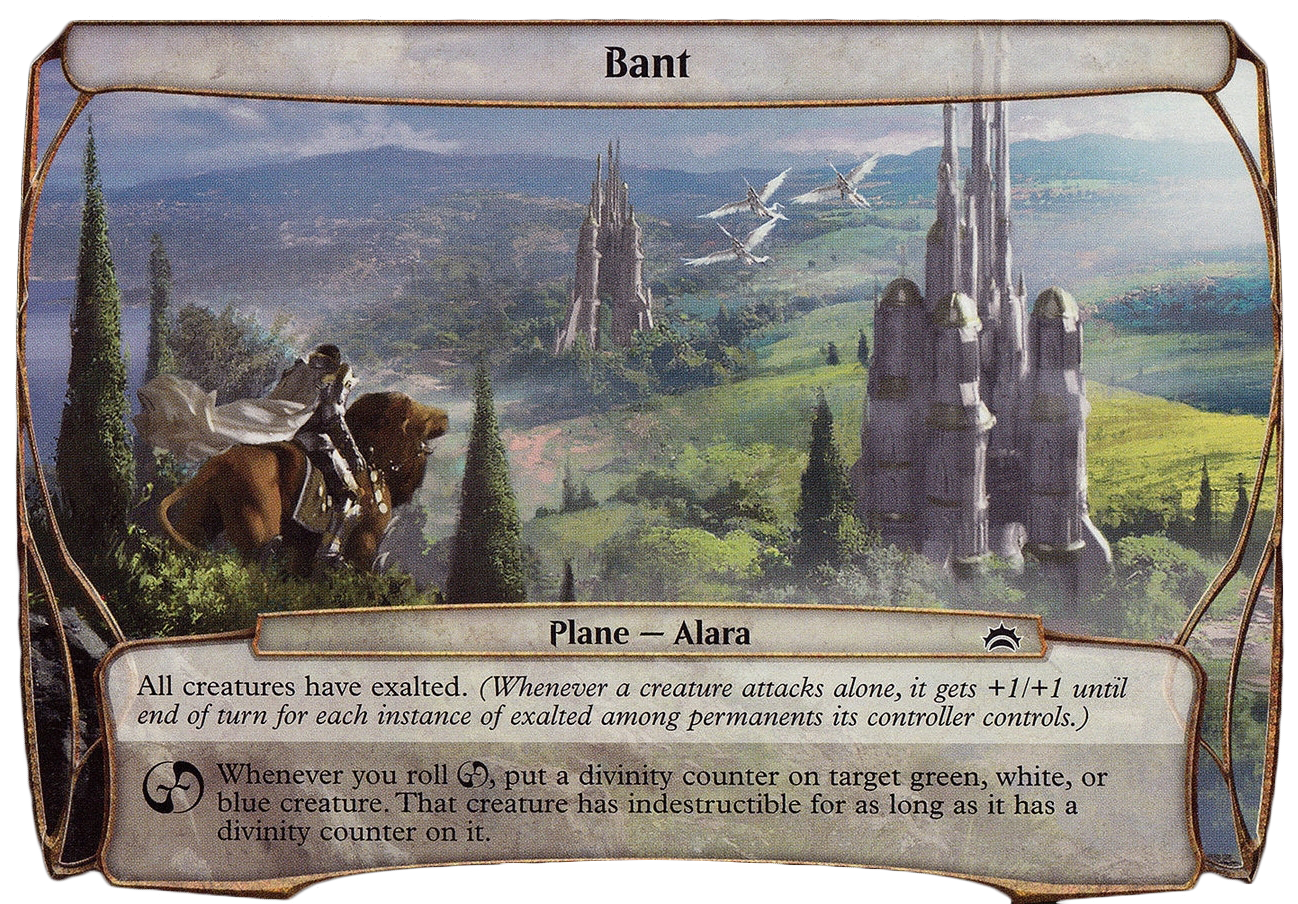 Bant
Plane — Alara
All creatures have exalted. (Whenever a creature attacks alone, it gets +1/+1 until
end of turn for each instance of exalted among permanents its controller controls.)
Whenever you roll , put a divinity counter on target green, white, or
blue creature. That creature has indestructible for as long as it has a
divinity counter on it.